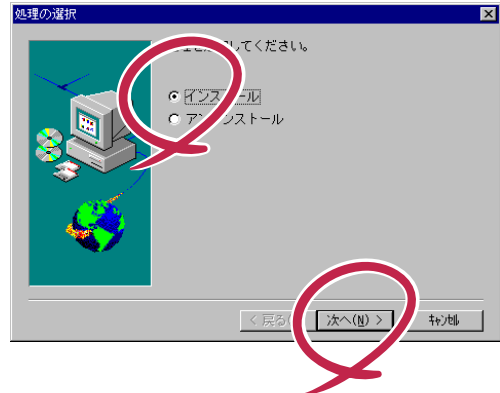 処理の選択
してください。
インストール
アンインストール
< 戻る
次へ(N) >
キャンセル